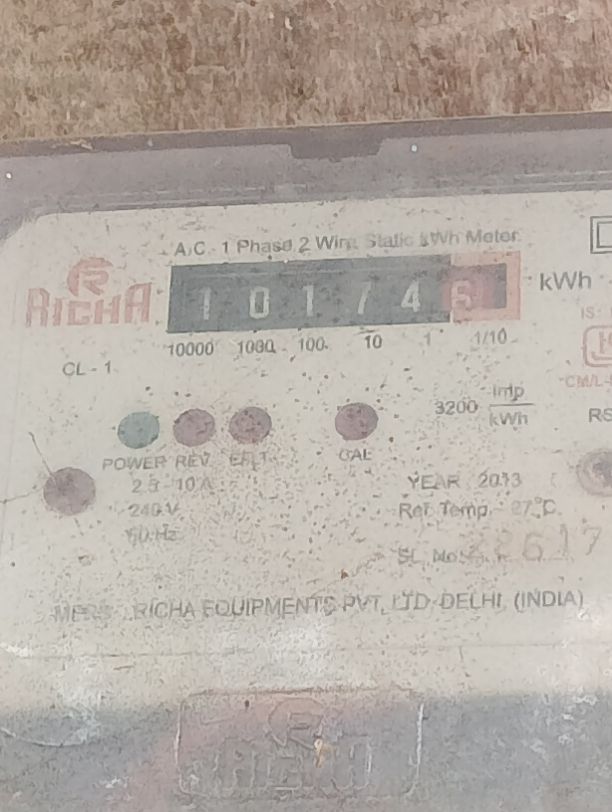 A.C. 1 Phase 2 Wire Static kWh Meter
RICHA
1 0 1 7 4 6 kWh
10000 1000 100 10 1 1/10
CL - 1
3200 imp/kWh
POWER REV. E/LT CAL
2.5 - 10 A
240 V
50 Hz
YEAR 2013
Ref. Temp. 27°C
SL. No.
RICHA EQUIPMENTS PVT. LTD. DELHI. (INDIA)
RICHA